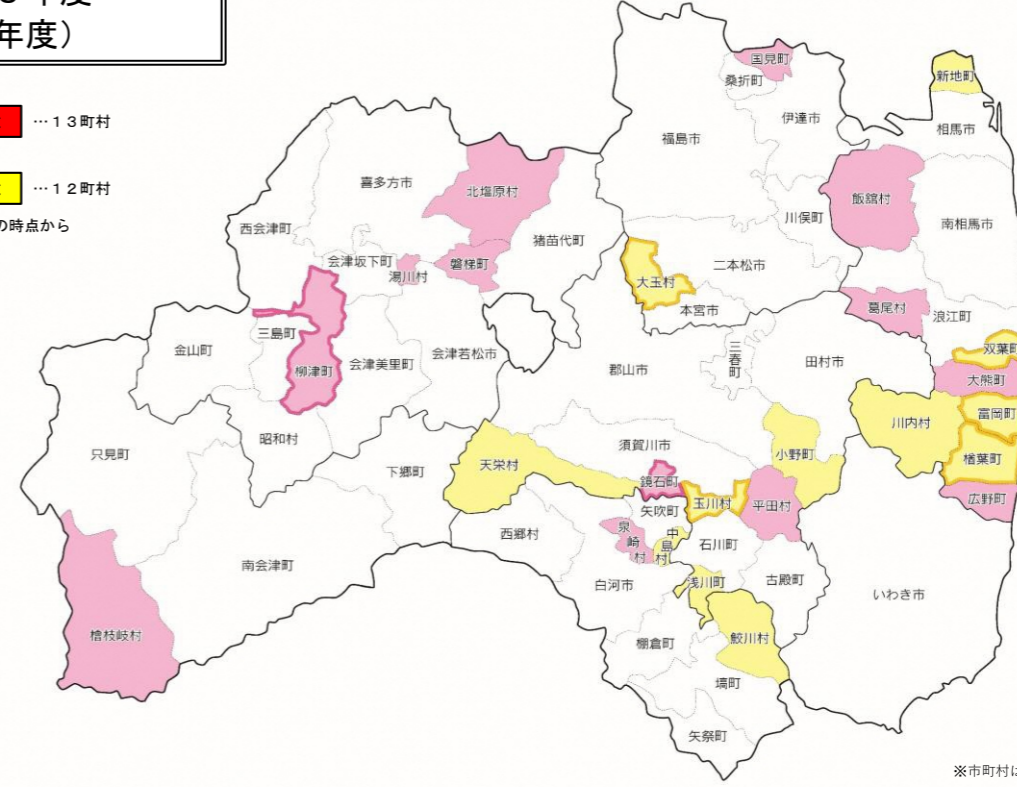 年度）
…１３町村
…１２町村
の時点から
国見町
桑折町
新地町
伊達市
相馬市
福島市
喜多方市
北塩原村
飯舘村
川俣町
南相馬市
西会津町
猪苗代町
会津坂下町
湯川村
磐梯町
二本松市
大玉村
本宮市
葛尾村
浪江町
三島町
金山町
柳津町
会津美里町
会津若松市
郡山市
三春町
田村市
双葉町
大熊町
富岡町
川内村
只見町
昭和村
下郷町
天栄村
須賀川市
小野町
楢葉町
鏡石町
広野町
矢吹町
玉川村
平田村
西郷村
泉崎村
中島村
石川町
南会津町
白河市
浅川町
古殿町
いわき市
檜枝岐村
棚倉町
鮫川村
塙町
矢祭町
※市町村は